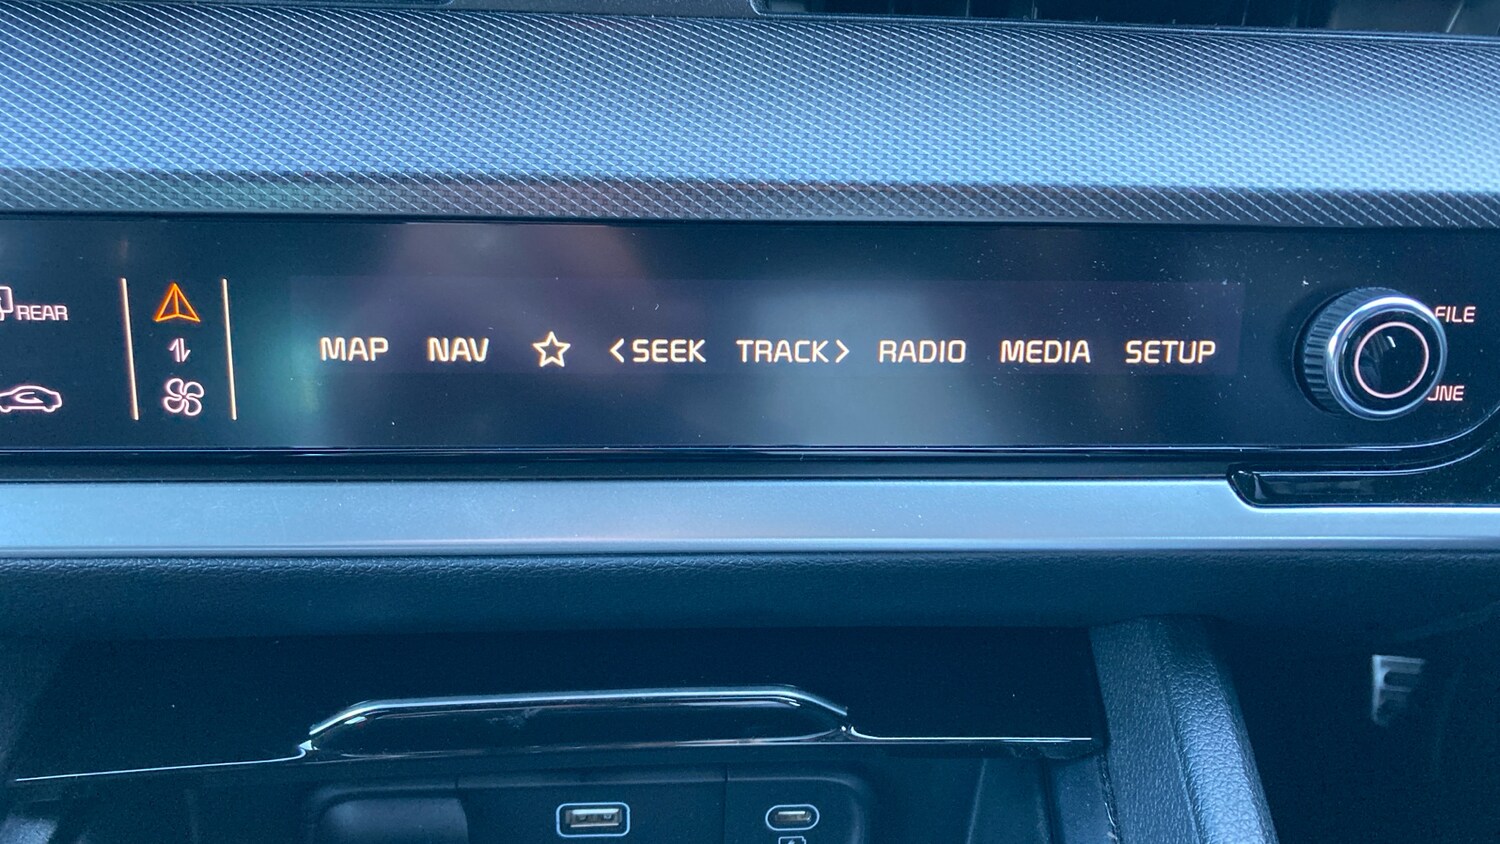 REAR
MAP NAV <SEEK TRACK> RADIO MEDIA SETUP
FILE